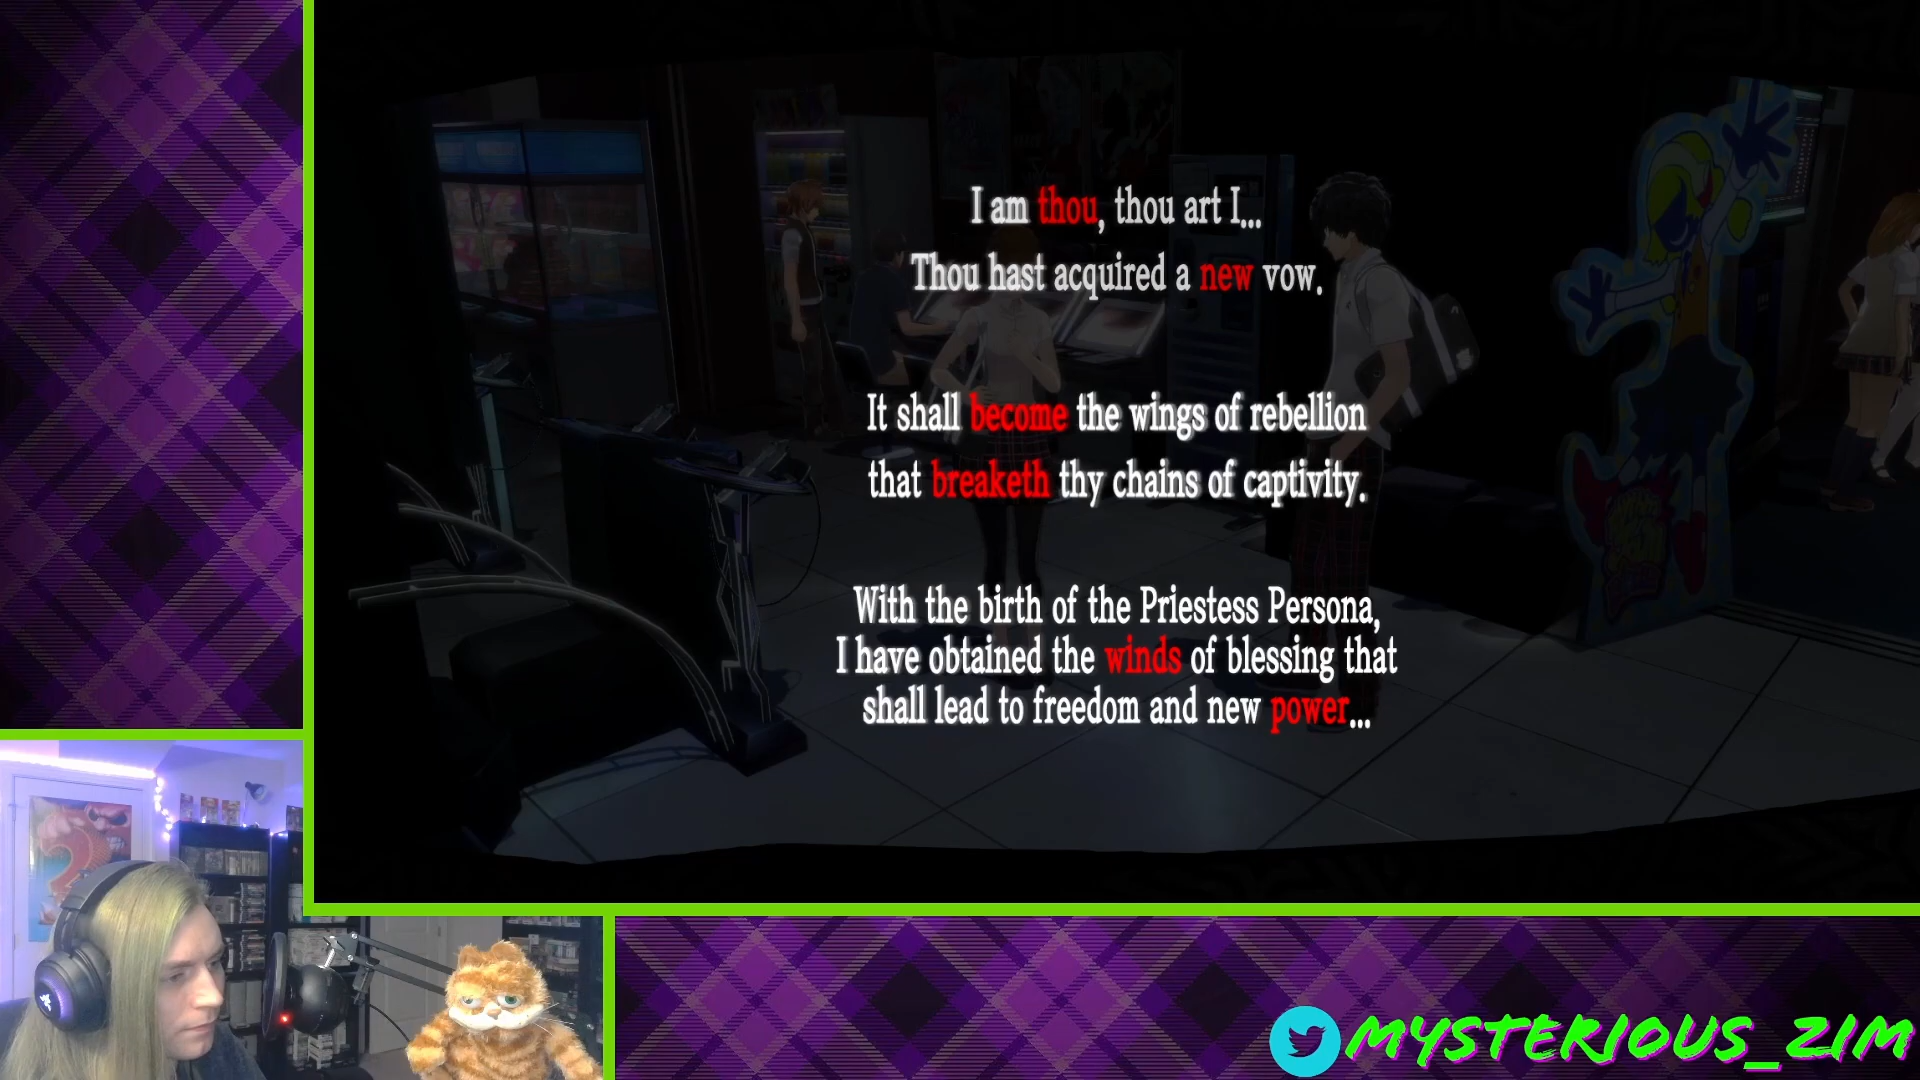 I am thou, thou art I...
Thou hast acquired a new vow.
It shall become the wings of rebellion
that breaketh thy chains of captivity.
With the birth of the Priestess Persona,
I have obtained the winds of blessing that
shall lead to freedom and new power...
MYSTERIOUS_ZIM